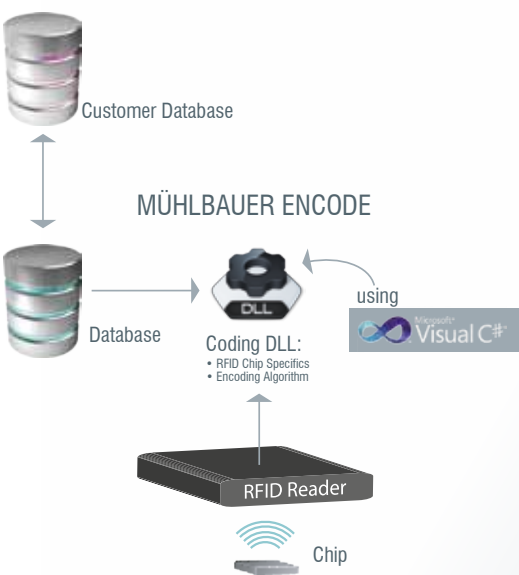 Customer Database
MÜHLBAUER ENCODE
DLL
using
Microsoft®
Visual C#
Database
Coding DLL:
• RFID Chip Specifics
• Encoding Algorithm
RFID Reader
Chip